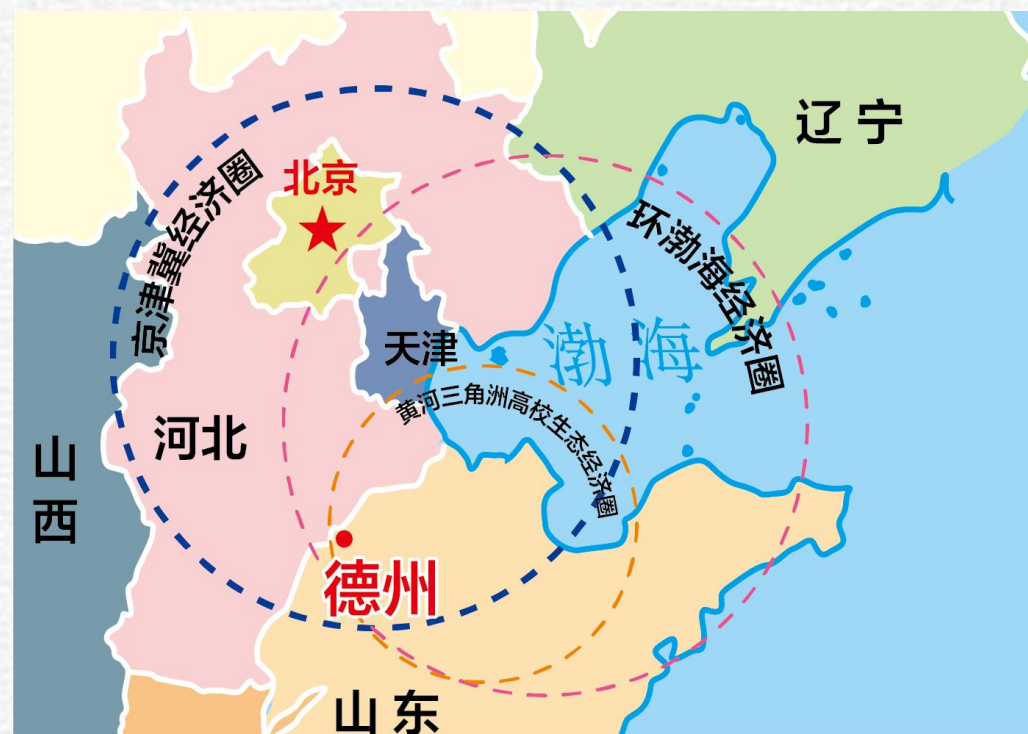 辽宁
北京
京津冀经济圈
环渤海经济圈
渤海
天津
黄河三角洲高校生态经济圈
河北
山西
德州
山东